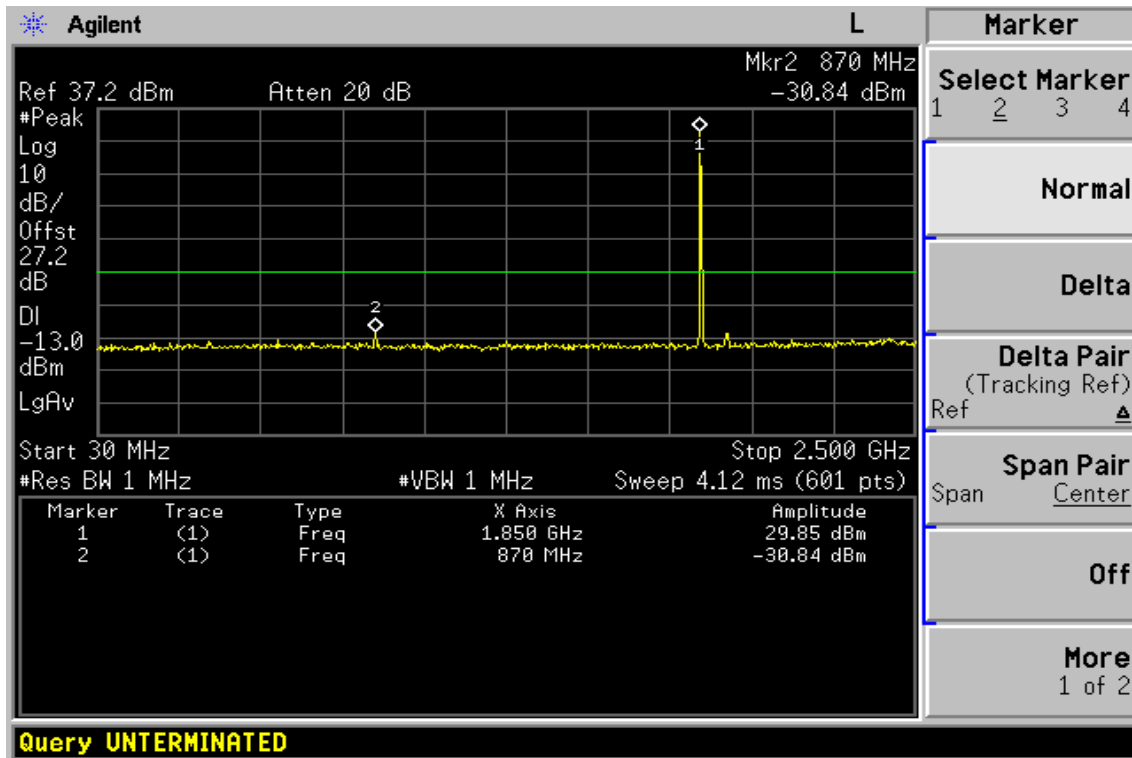 Agilent L
Mkr2 870 MHz
Ref 37.2 dBm Atten 20 dB -30.84 dBm
#Peak
Log
10
dB/
Offst
27.2
dB
DI
-13.0
dBm
LgAv
1
2
Start 30 MHz Stop 2.500 GHz
#Res BW 1 MHz #VBW 1 MHz Sweep 4.12 ms (601 pts)
Marker Trace Type X Axis Amplitude
1 (1) Freq 1.850 GHz 29.85 dBm
2 (1) Freq 870 MHz -30.84 dBm
Marker
Select Marker
1 2 3 4
Normal
Delta
Delta Pair
(Tracking Ref)
Ref Δ
Span Pair
Span Center
Off
More
1 of 2
Query UNTERMINATED